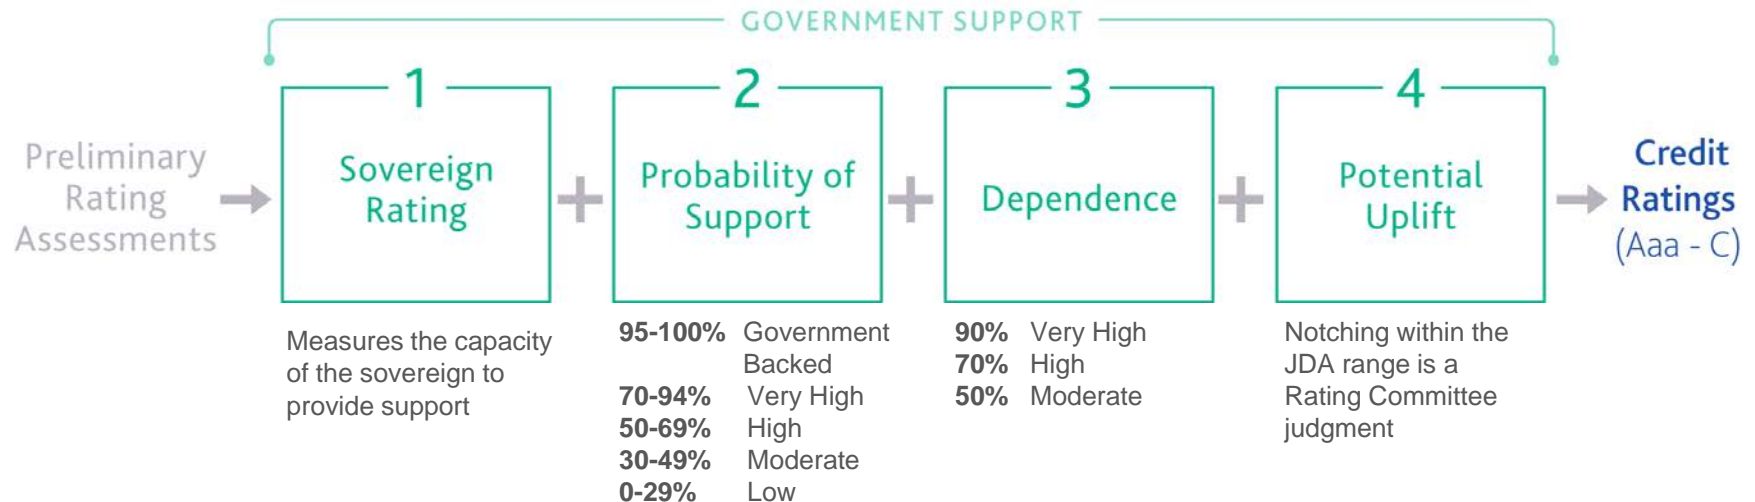 GOVERNMENT SUPPORT
Preliminary
Rating
Assessments
1
Sovereign
Rating
Measures the capacity
of the sovereign to
provide support
+
2
Probability of
Support
95-100% Government
Backed
70-94% Very High
50-69% High
30-49% Moderate
0-29% Low
+
3
Dependence
90% Very High
70% High
50% Moderate
+
4
Potential
Uplift
Notching within the
JDA range is a
Rating Committee
judgment
Credit
Ratings
(Aaa - C)